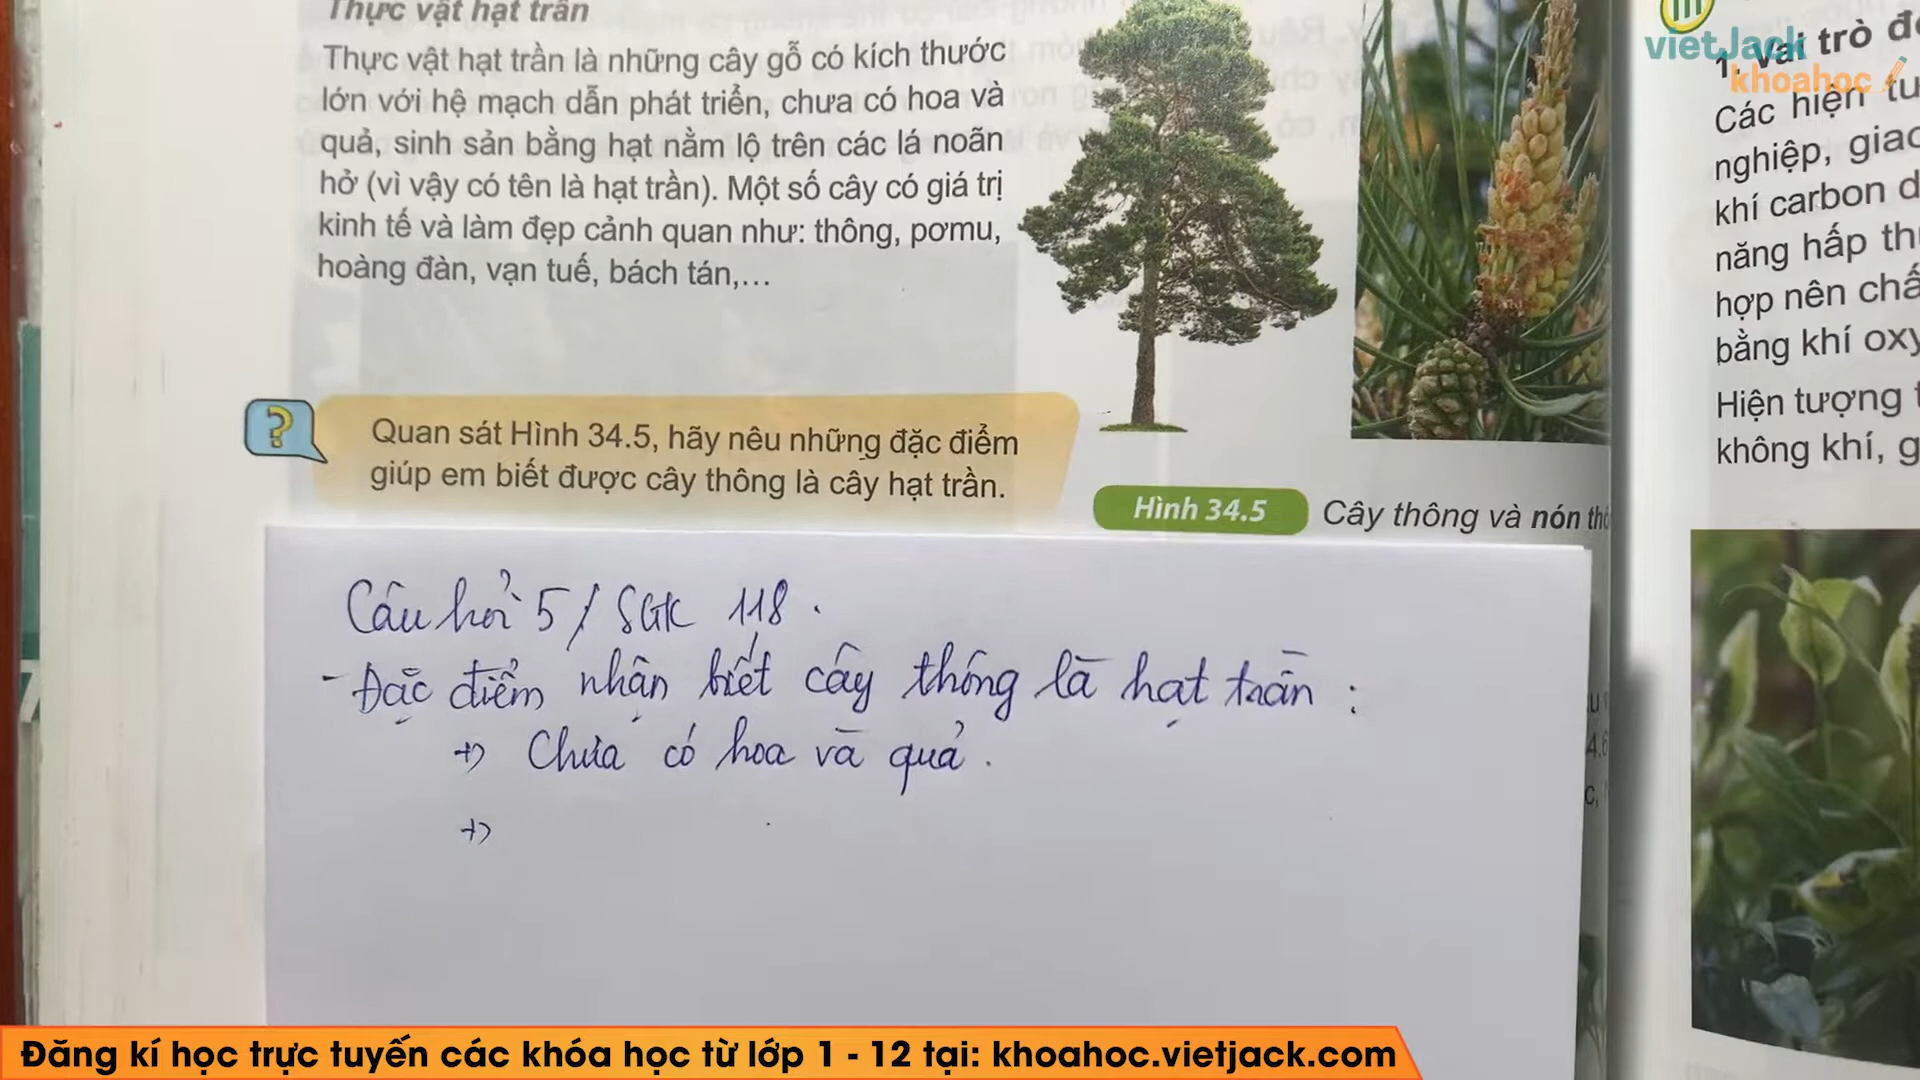 Thực vật hạt trần
Thực vật hạt trần là những cây gỗ có kích thước
lớn với hệ mạch dẫn phát triển, chưa có hoa và
quả, sinh sản bằng hạt nằm lộ trên các lá noãn
hở (vì vậy có tên là hạt trần). Một số cây có giá trị
kinh tế và làm đẹp cảnh quan như: thông, pơmu,
hoàng đàn, vạn tuế, bách tán,...
?
Quan sát Hình 34.5, hãy nêu những đặc điểm
giúp em biết được cây thông là cây hạt trần.
Hình 34.5 Cây thông và nón
Câu hỏi 5 / SGK 118.
- Đặc điểm nhận biết cây thông là hạt trần :
+) Chưa có hoa và quả.
+)
vietJack
khoahoc
1. Vai trò
Các hiện
nghiệp,
khí carbon
năng hấp
hợp nên
bằng khí
Hiện tượng
không khí,
Đăng kí học trực tuyến các khóa học từ lớp 1 - 12 tại: khoahoc.vietjack.com